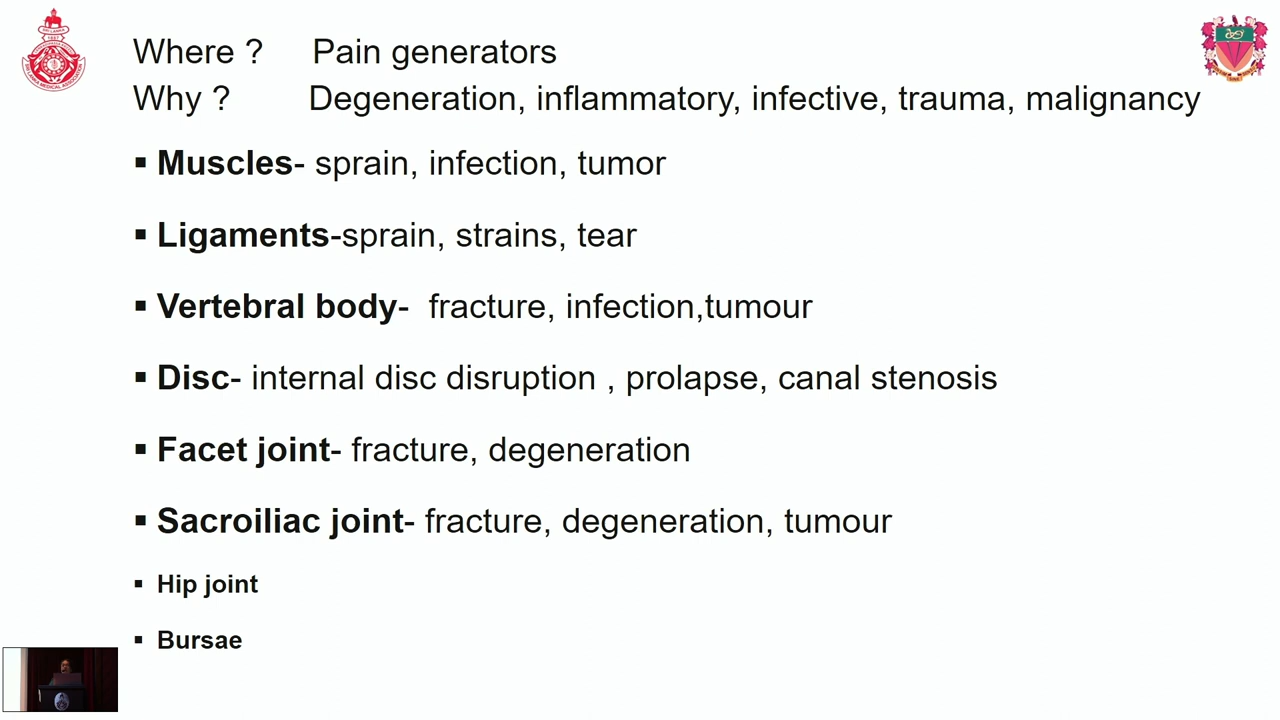 Where ? Pain generators
Why ? Degeneration, inflammatory, infective, trauma, malignancy
▪ Muscles- sprain, infection, tumor
▪ Ligaments-sprain, strains, tear
▪ Vertebral body- fracture, infection,tumour
▪ Disc- internal disc disruption , prolapse, canal stenosis
▪ Facet joint- fracture, degeneration
▪ Sacroiliac joint- fracture, degeneration, tumour
▪ Hip joint
▪ Bursae